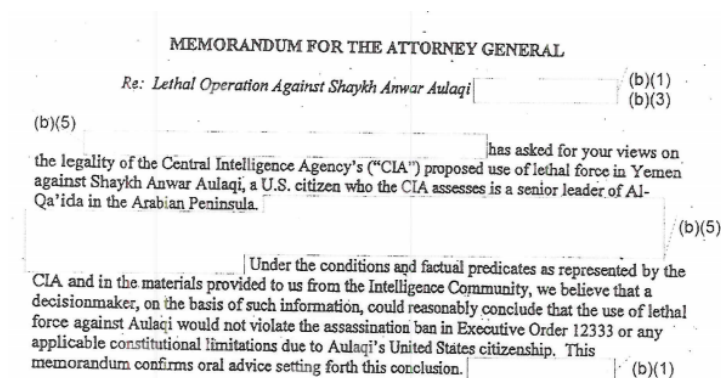 MEMORANDUM FOR THE ATTORNEY GENERAL
Re: Lethal Operation Against Shaykh Anwar Aulaqi (b)(1)
(b)(3)
(b)(5)
has asked for your views on
the legality of the Central Intelligence Agency's ("CIA") proposed use of lethal force in Yemen
against Shaykh Anwar Aulaqi, a U.S. citizen who the CIA assesses is a senior leader of Al-
Qa'ida in the Arabian Peninsula.
(b)(5)
Under the conditions and factual predicates as represented by the
CIA and in the materials provided to us from the Intelligence Community, we believe that a
decisionmaker, on the basis of such information, could reasonably conclude that the use of lethal
force against Aulaqi would not violate the assassination ban in Executive Order 12333 or any
applicable constitutional limitations due to Aulaqi's United States citizenship. This
memorandum confirms oral advice setting forth this conclusion. (b)(1)